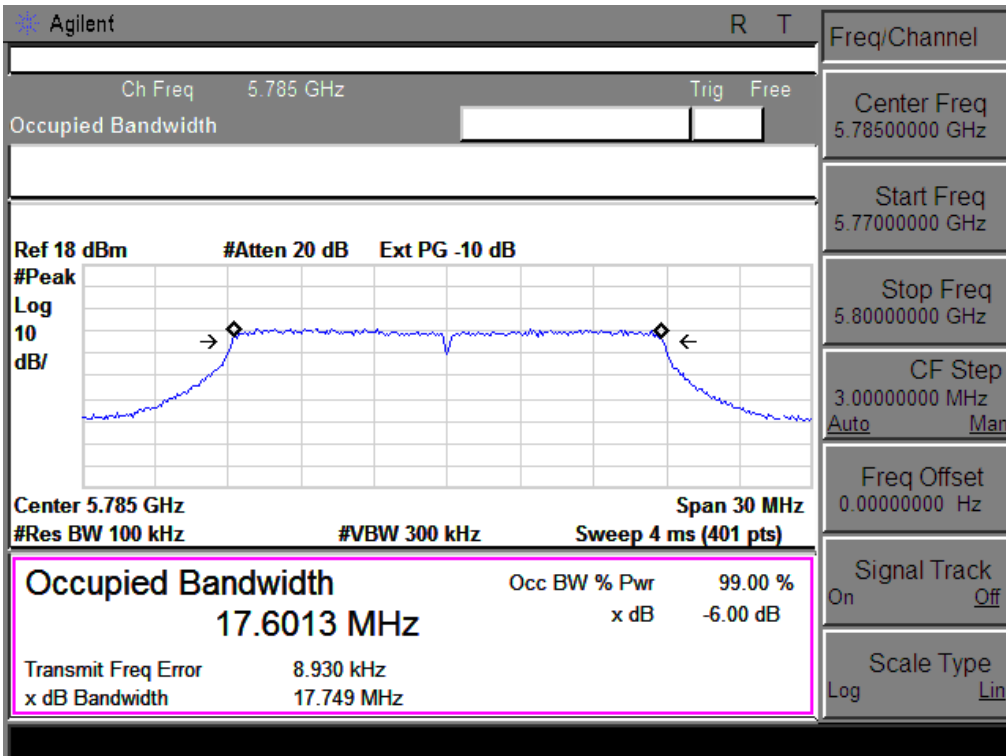 Agilent R T
Ch Freq 5.785 GHz Trig Free
Occupied Bandwidth
Ref 18 dBm #Atten 20 dB Ext PG -10 dB
#Peak
Log
10
dB/
Center 5.785 GHz Span 30 MHz
#Res BW 100 kHz #VBW 300 kHz Sweep 4 ms (401 pts)
Occupied Bandwidth
17.6013 MHz
Occ BW % Pwr 99.00 %
x dB -6.00 dB
Transmit Freq Error 8.930 kHz
x dB Bandwidth 17.749 MHz
Freq/Channel
Center Freq
5.78500000 GHz
Start Freq
5.77000000 GHz
Stop Freq
5.80000000 GHz
CF Step
3.00000000 MHz
Auto Man
Freq Offset
0.00000000 Hz
Signal Track
On Off
Scale Type
Log Lin